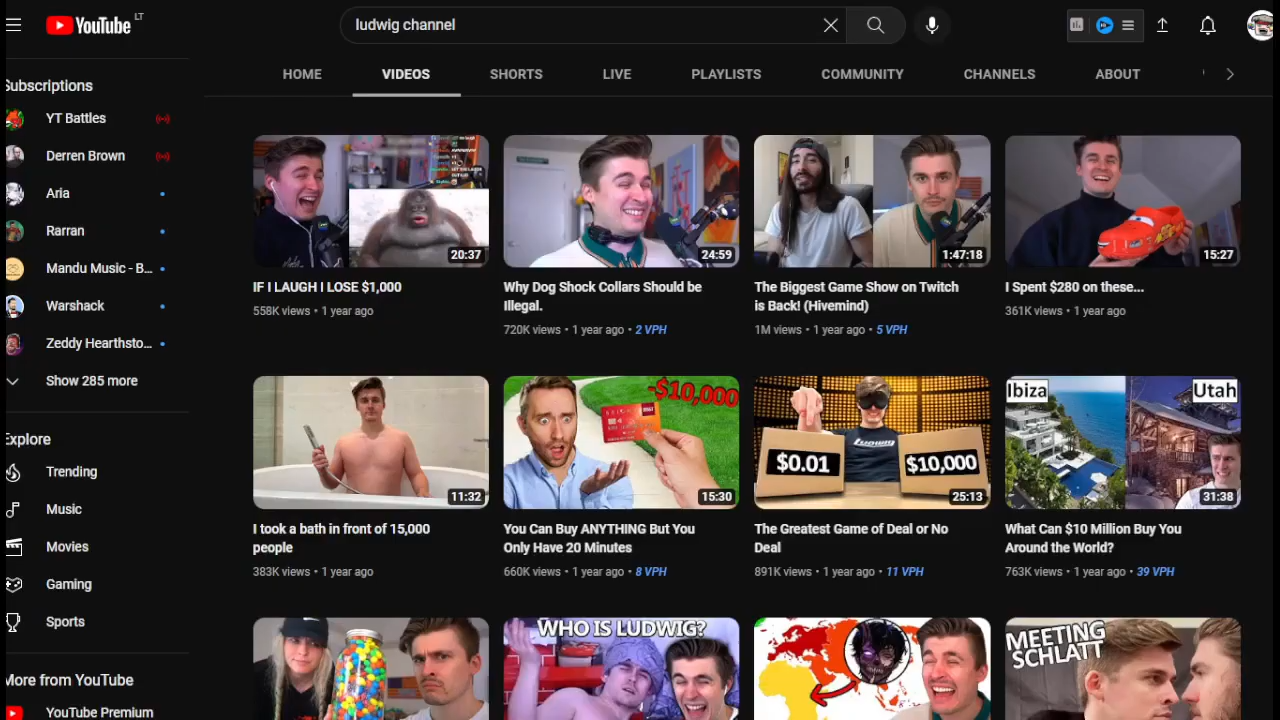 YouTube LT
ludwig channel
HOME VIDEOS SHORTS LIVE PLAYLISTS COMMUNITY CHANNELS ABOUT
Subscriptions
YT Battles
Derren Brown
Aria
Rarran
Mandu Music - B...
Warshack
Zeddy Hearthsto...
Show 285 more
Explore
Trending
Music
Movies
Gaming
Sports
More from YouTube
YouTube Premium
20:37
IF I LAUGH I LOSE $1,000
558K views • 1 year ago
24:59
Why Dog Shock Collars Should be
Illegal.
720K views • 1 year ago • 2 VPH
1:47:18
The Biggest Game Show on Twitch
is Back! (Hivemind)
1M views • 1 year ago • 5 VPH
15:27
I Spent $280 on these...
361K views • 1 year ago
11:32
I took a bath in front of 15,000
people
383K views • 1 year ago
-$10,000
15:30
You Can Buy ANYTHING But You
Only Have 20 Minutes
660K views • 1 year ago • 8 VPH
Ludwig
$0.01
$10,000
25:13
The Greatest Game of Deal or No
Deal
891K views • 1 year ago • 11 VPH
Ibiza
Utah
31:38
What Can $10 Million Buy You
Around the World?
763K views • 1 year ago • 39 VPH
WHO IS LUDWIG?
MEETING
SCHLATT